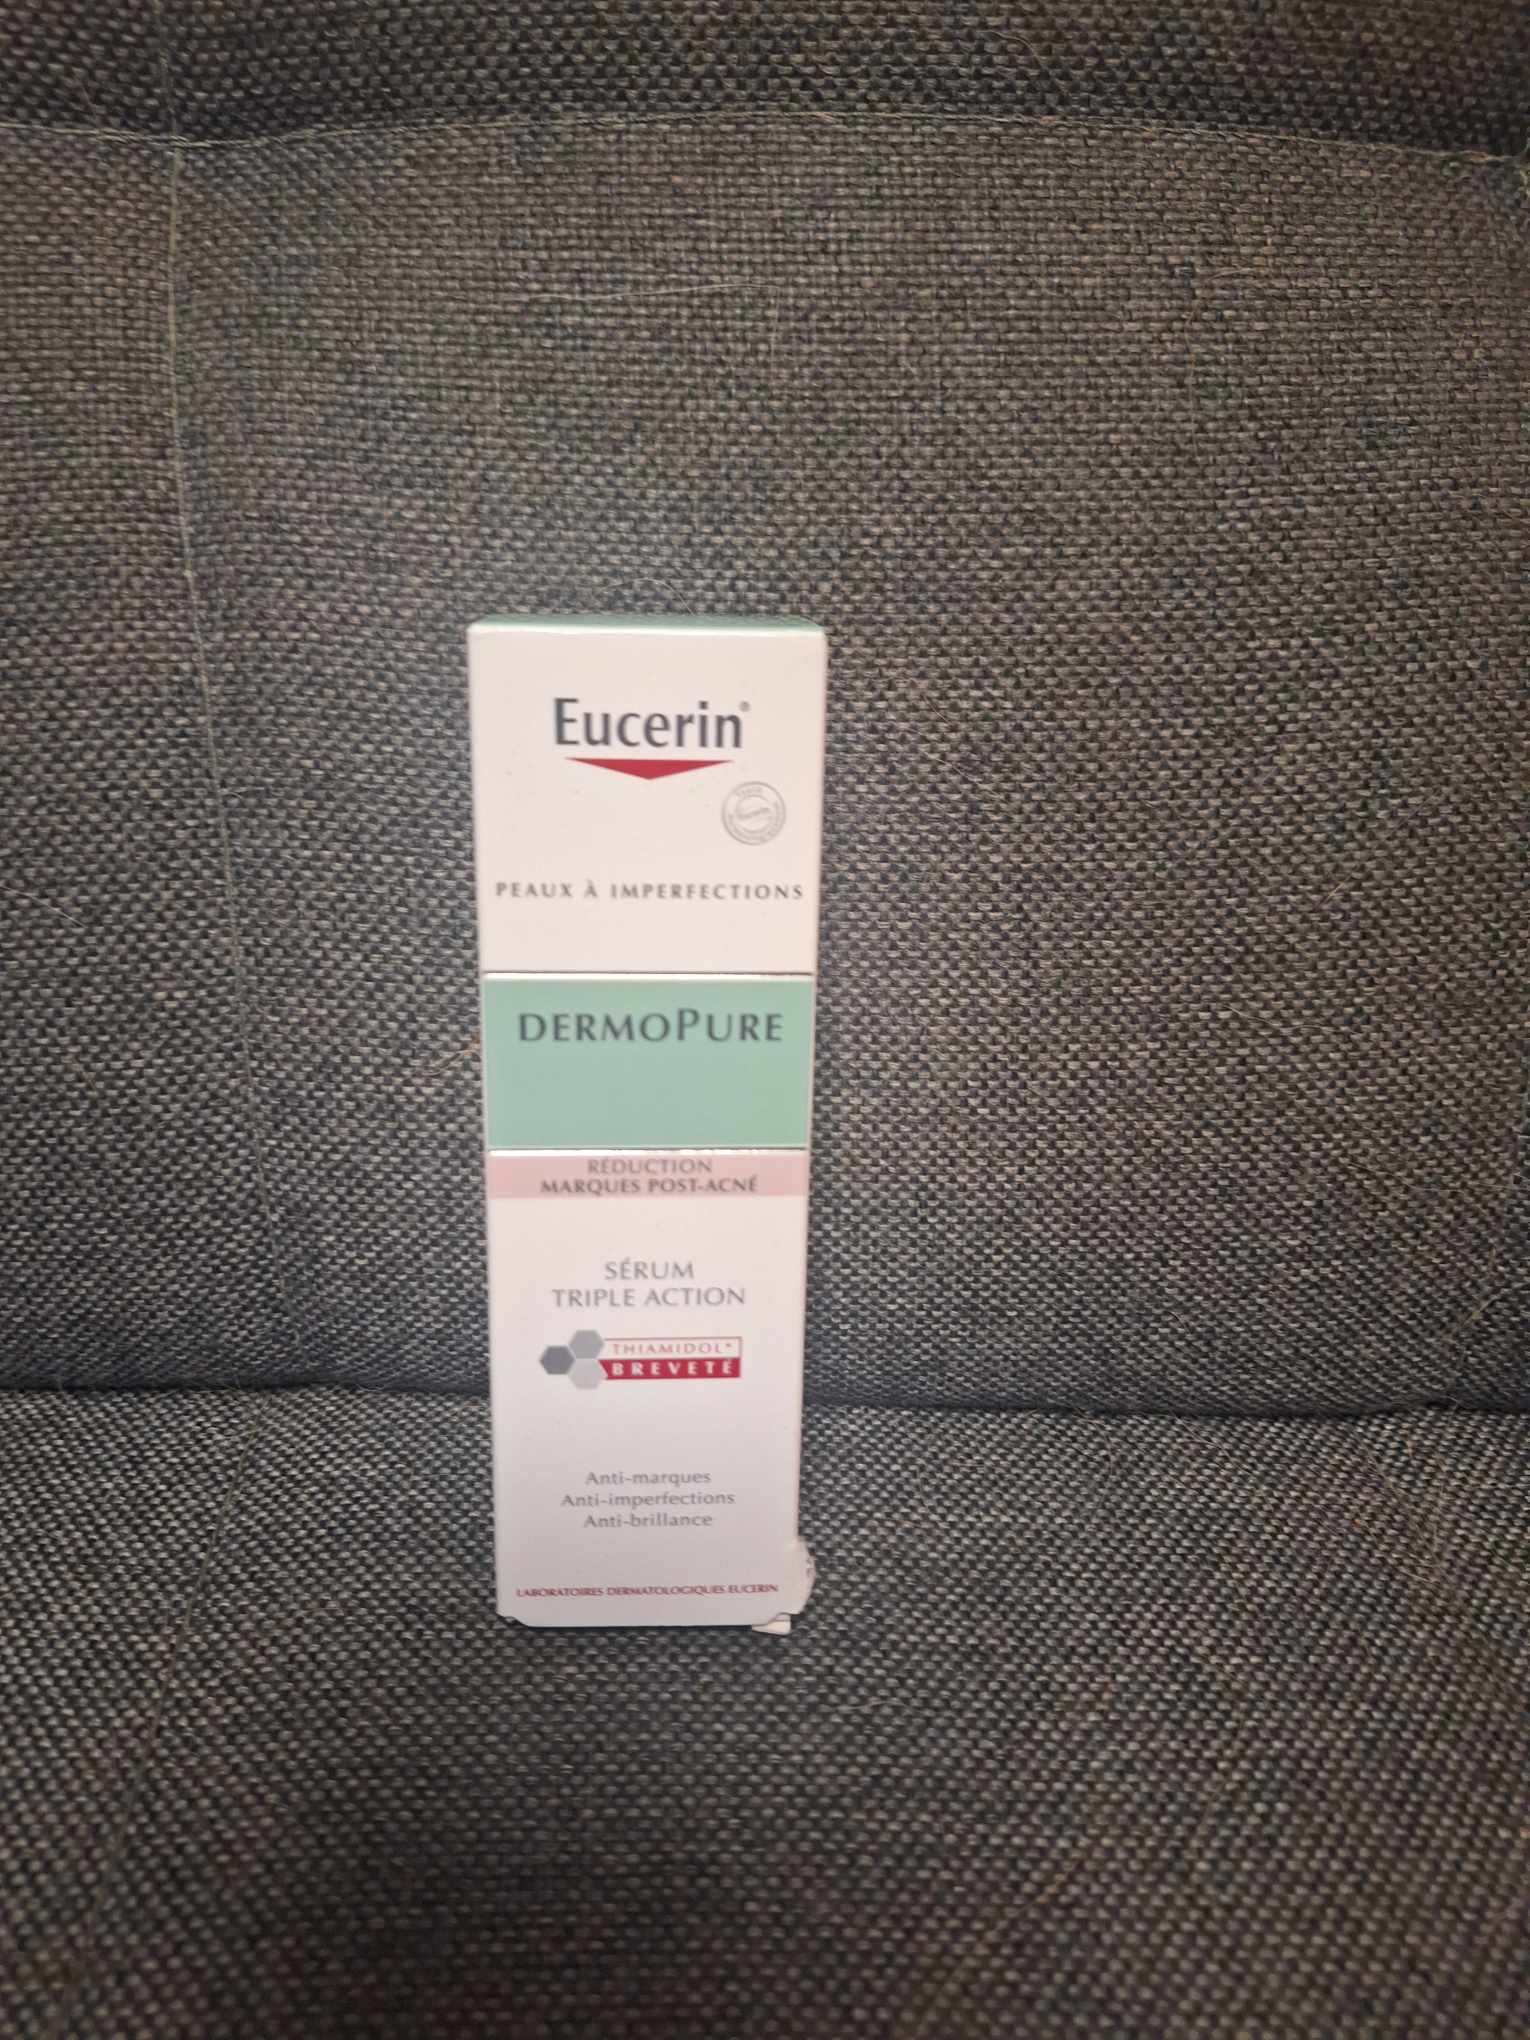 Eucerin®
PEAUX À IMPERFECTIONS
DERMOPURE
RÉDUCTION
MARQUES POST-ACNÉ
SÉRUM
TRIPLE ACTION
THIAMIDOL*
BREVETÉ
Anti-marques
Anti-imperfections
Anti-brillance
LABORATOIRES DERMATOLOGIQUES EUCERIN